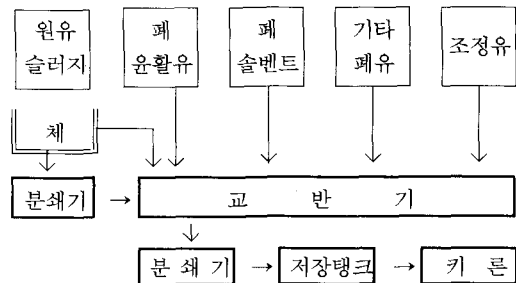 원유 슬러지
폐 윤활유
폐 솔벤트
기타 폐유
조정유
체
분쇄기 → 교 반 기
분 쇄 기 → 저장탱크 → 키 른